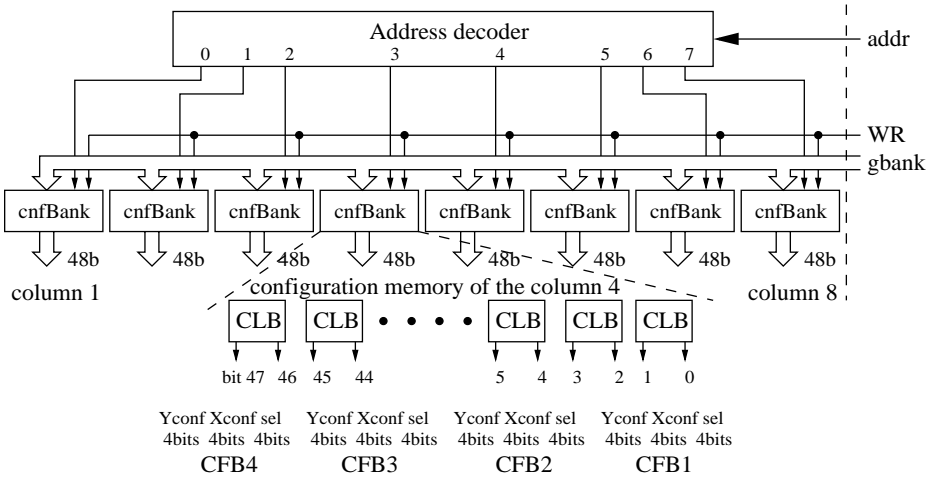 Address decoder
0 1 2 3 4 5 6 7
addr
WR
gbank
cnfBank cnfBank cnfBank cnfBank cnfBank cnfBank cnfBank cnfBank
48b 48b 48b 48b 48b 48b 48b 48b
column 1 configuration memory of the column 4 column 8
CLB CLB CLB CLB CLB
bit 47 46 45 44 5 4 3 2 1 0
Yconf Xconf sel Yconf Xconf sel Yconf Xconf sel Yconf Xconf sel
4bits 4bits 4bits 4bits 4bits 4bits 4bits 4bits 4bits 4bits 4bits 4bits
CFB4 CFB3 CFB2 CFB1